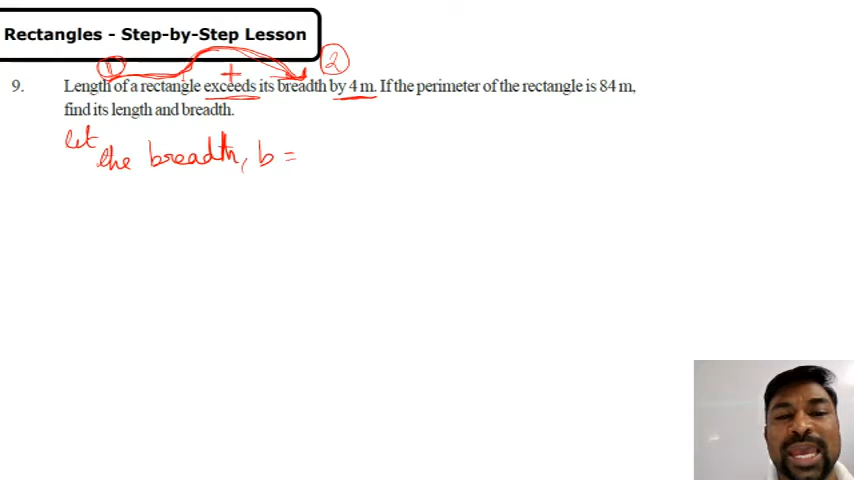 Rectangles - Step-by-Step Lesson
1 + 2
9. Length of a rectangle exceeds its breadth by 4 m. If the perimeter of the rectangle is 84 m,
find its length and breadth.
let
the breadth, b =